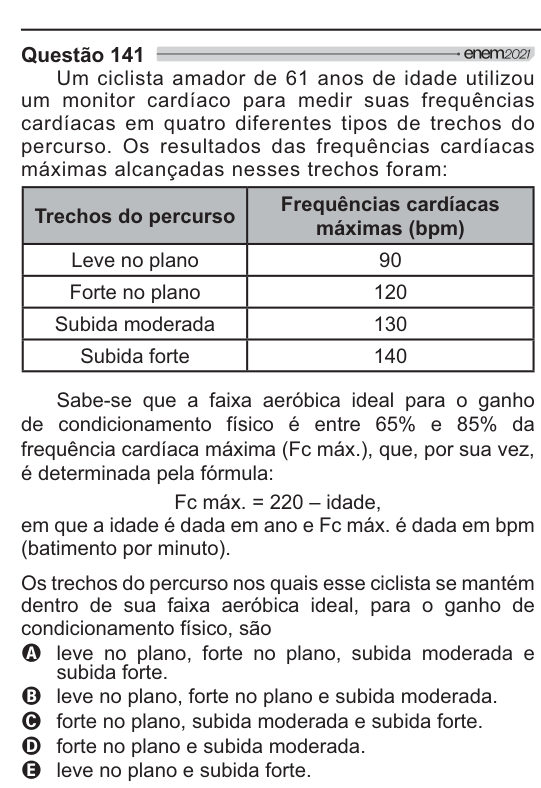 Questão 141 enem2021
Um ciclista amador de 61 anos de idade utilizou
um monitor cardíaco para medir suas frequências
cardíacas em quatro diferentes tipos de trechos do
percurso. Os resultados das frequências cardíacas
máximas alcançadas nesses trechos foram:
Trechos do percurso Frequências cardíacas
máximas (bpm)
Leve no plano 90
Forte no plano 120
Subida moderada 130
Subida forte 140
Sabe-se que a faixa aeróbica ideal para o ganho
de condicionamento físico é entre 65% e 85% da
frequência cardíaca máxima (Fc máx.), que, por sua vez,
é determinada pela fórmula:
Fc máx. = 220 – idade,
em que a idade é dada em ano e Fc máx. é dada em bpm
(batimento por minuto).
Os trechos do percurso nos quais esse ciclista se mantém
dentro de sua faixa aeróbica ideal, para o ganho de
condicionamento físico, são
A leve no plano, forte no plano, subida moderada e
subida forte.
B leve no plano, forte no plano e subida moderada.
C forte no plano, subida moderada e subida forte.
D forte no plano e subida moderada.
E leve no plano e subida forte.